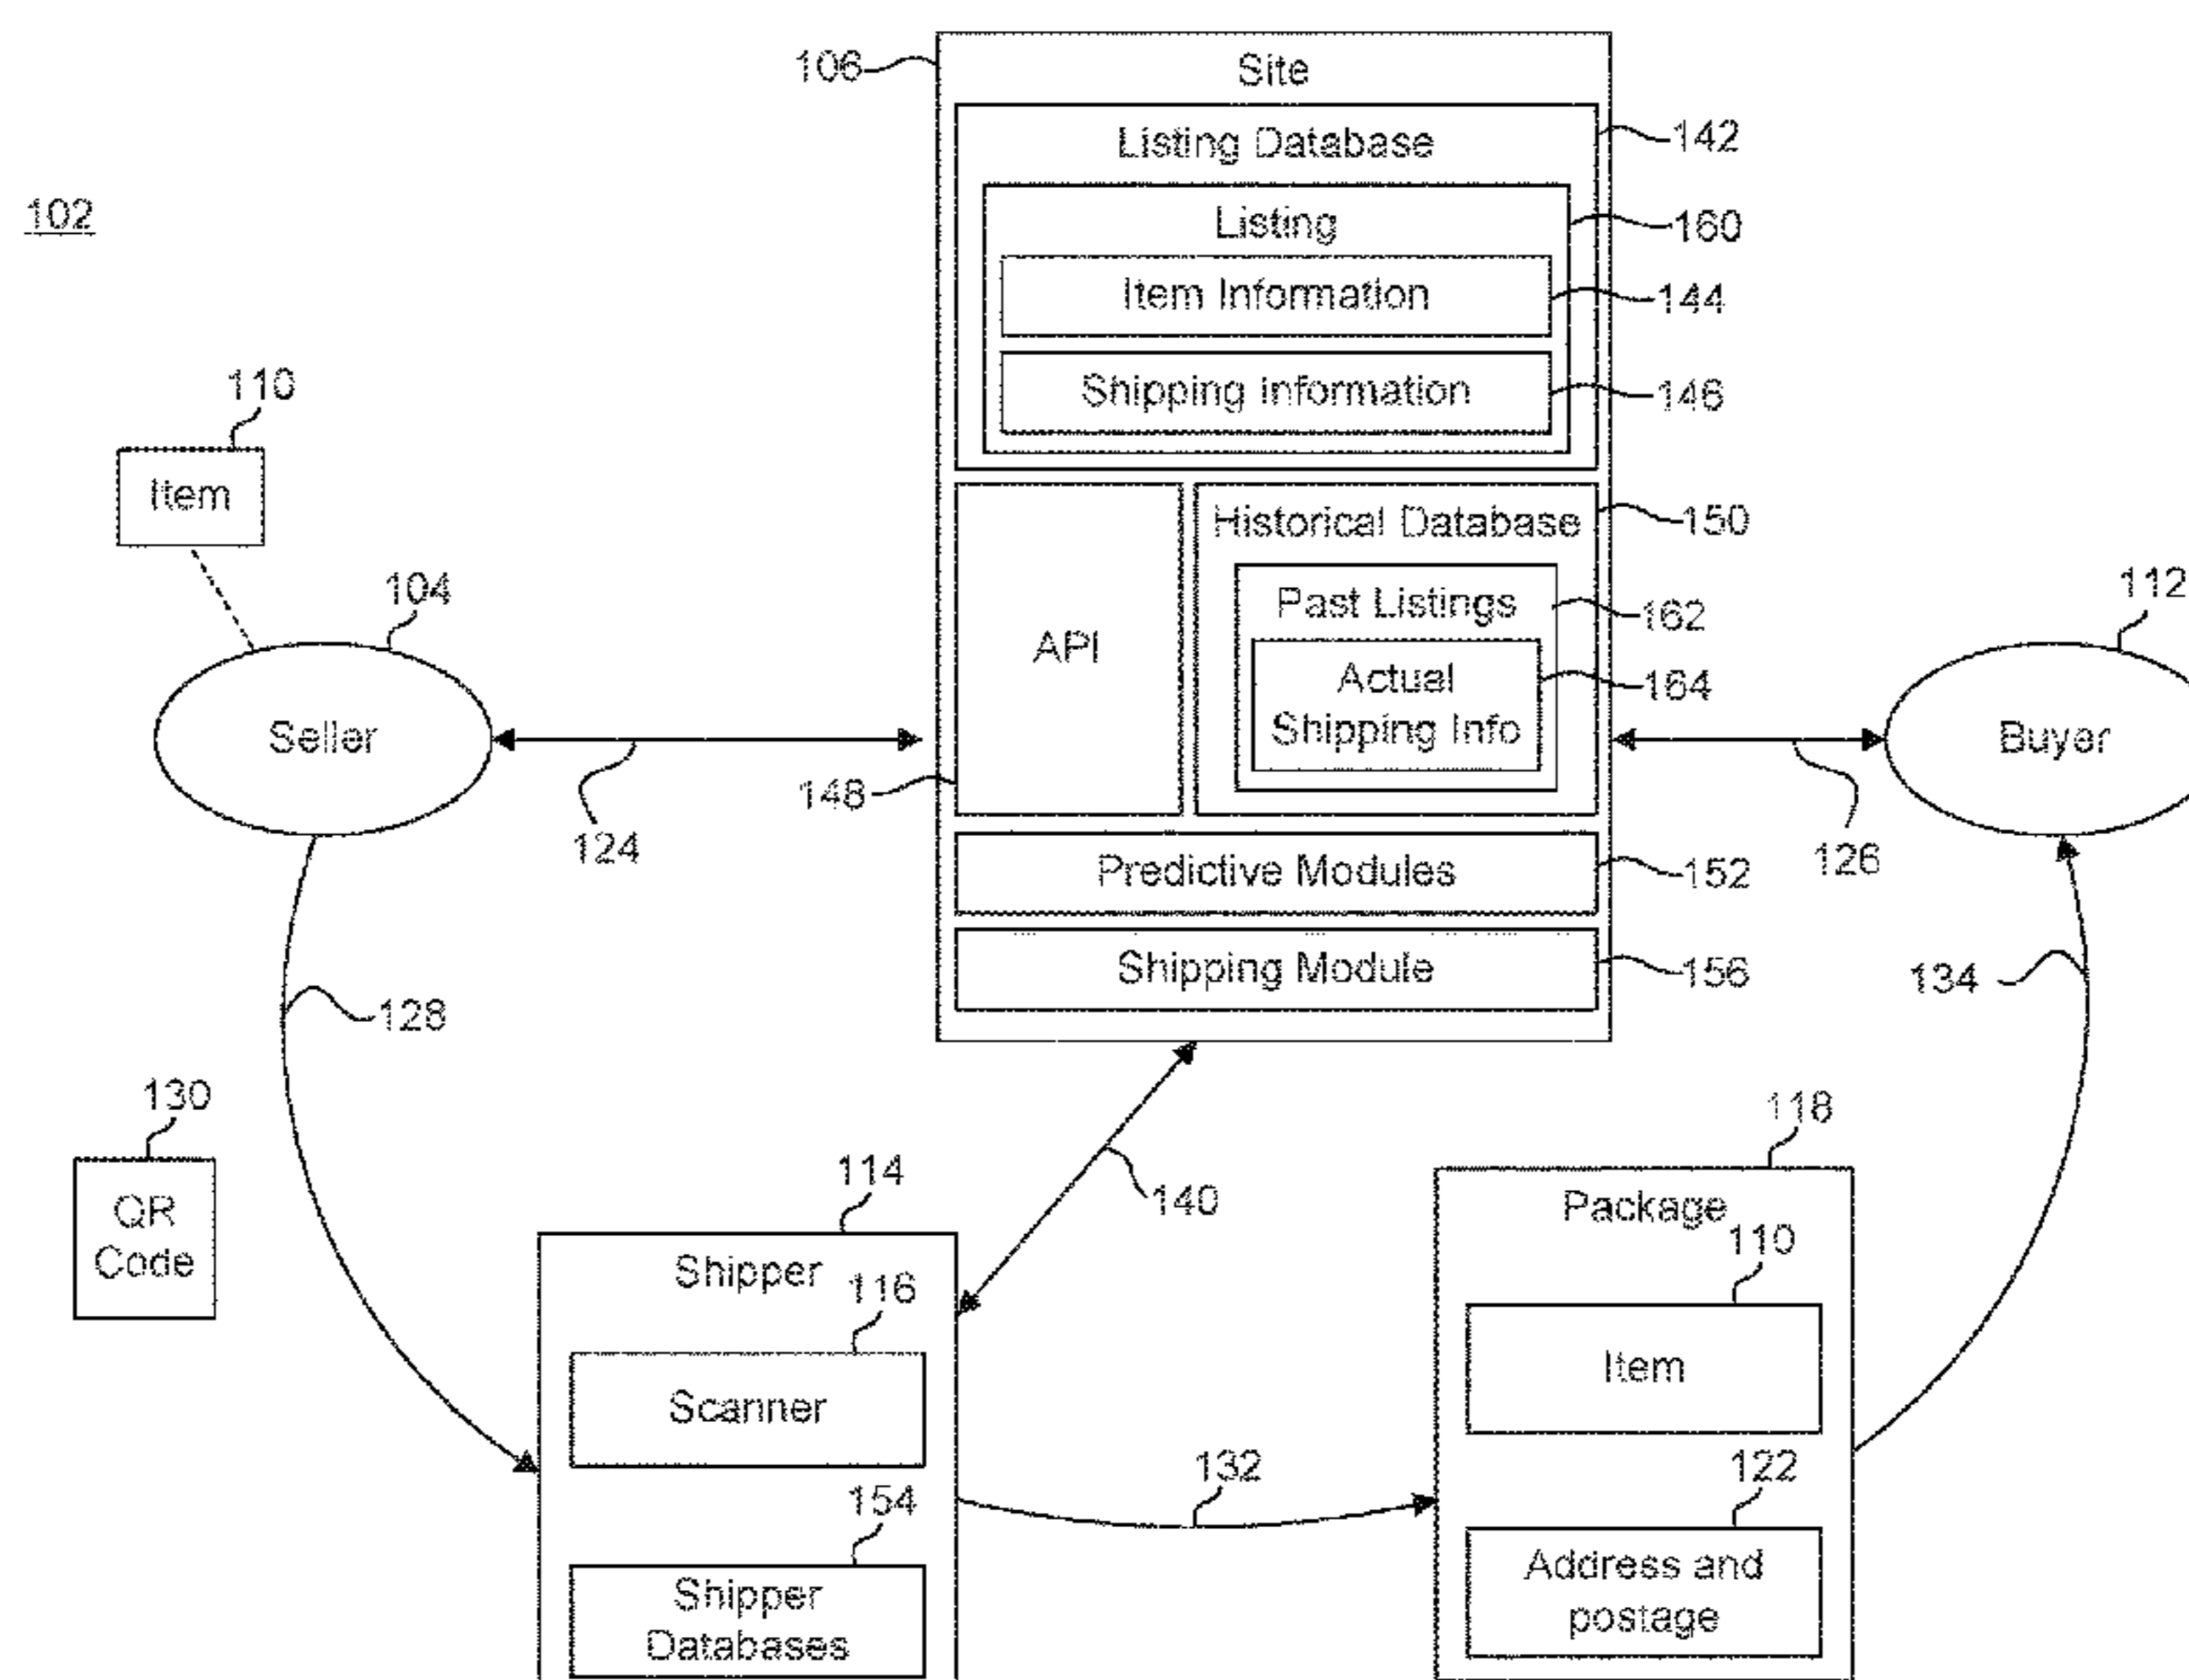 106
Site
Listing Database
142
102
Listing
160
Item Information
144
110
Shipping Information
146
Item
Historical Database
150
104
112
Past Listings
162
API
Actual
164
Seller
Shipping Info
Buyer
148
124
126
Predictive Modules
152
Shipping Module
156
134
128
130
118
QR
Code
114
140
Package
Shipper
110
116
Item
Scanner
132
122
154
Shipper
Databases
Address and
postage